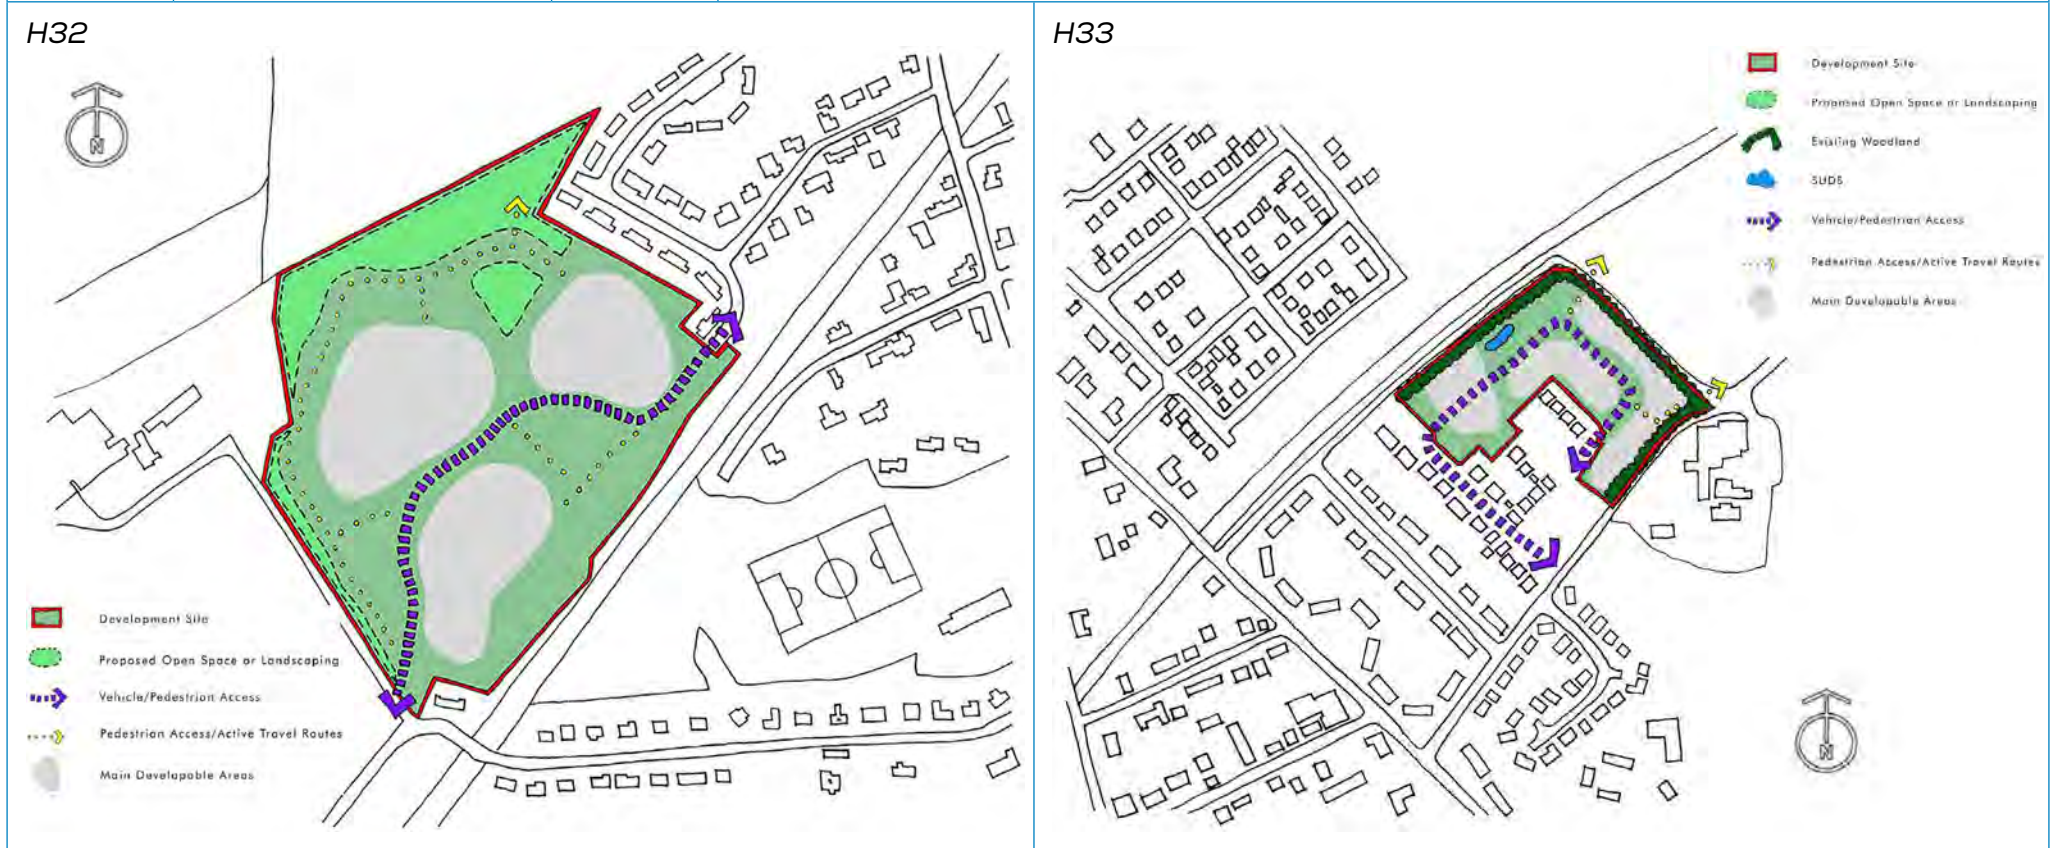 H32
N
Development Site
Proposed Open Space or Landscaping
Vehicle/Pedestrian Access
Pedestrian Access/Active Travel Routes
Main Developable Areas
H33
Development Site
Proposed Open Space or Landscaping
Existing Woodland
SUDS
Vehicle/Pedestrian Access
Pedestrian Access/Active Travel Routes
Main Developable Areas
N